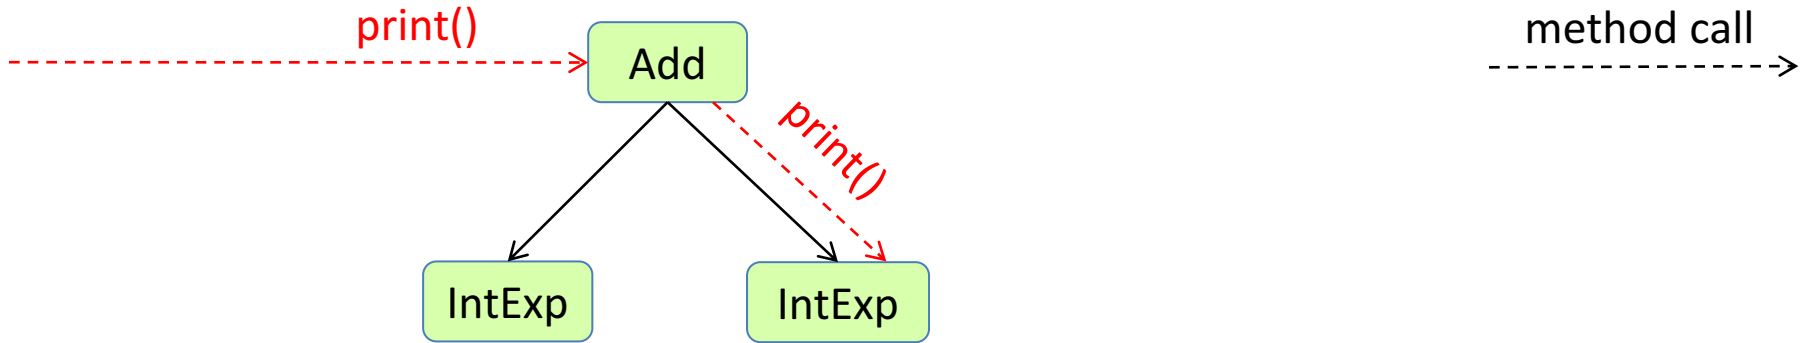 print()
method call
Add
print()
IntExp
IntExp